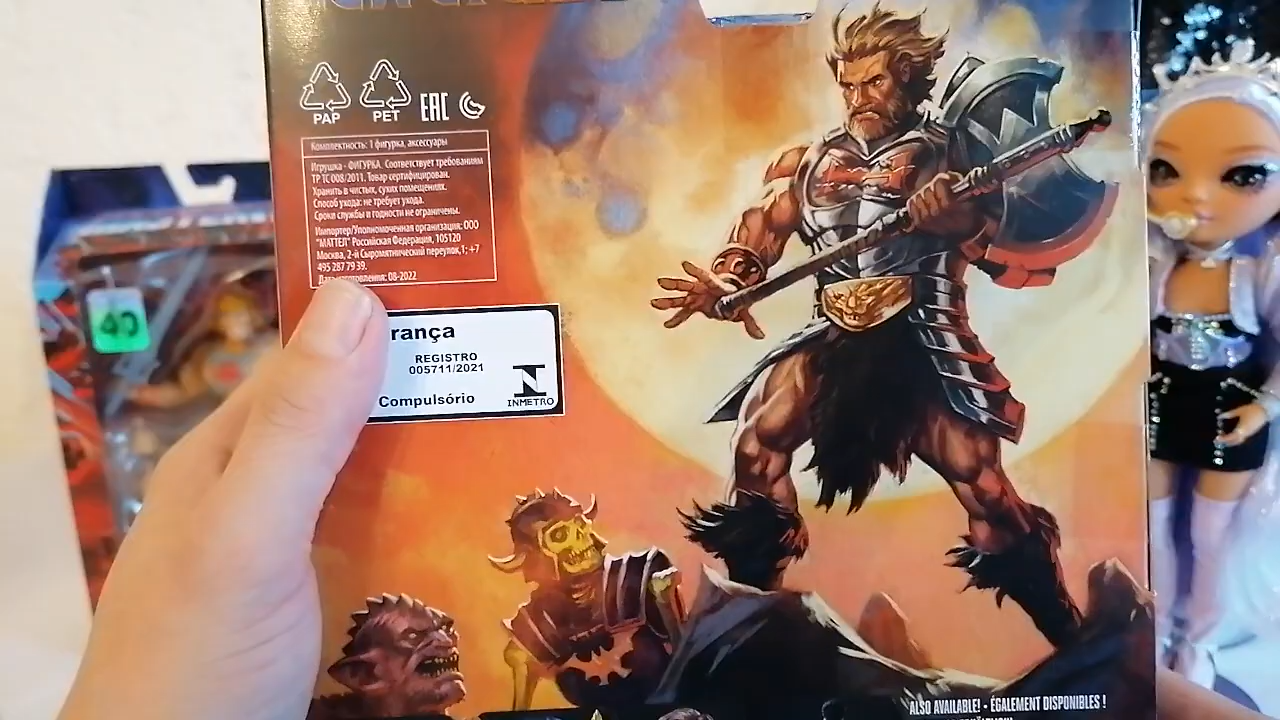 PAP
PET
EAC
Комплектность: 1 фигурка, аксессуары
Игрушка - ФИГУРКА. Соответствует требованиям
ТР ТС 008/2011. Товар сертифицирован.
Хранить в чистых, сухих помещениях.
Способ ухода: не требует ухода.
Сроки службы и годности не ограничены.
Импортер/Уполномоченная организация: ООО
"МАТТЕЛ" Российская Федерация, 105120
Москва, 2-й Сыромятнический переулок,1; +7
495 287 79 39.
08-2022
rança
REGISTRO
005711/2021
Compulsório
INMETRO
40
ALSO AVAILABLE! - ÉGALEMENT DISPONIBLES !